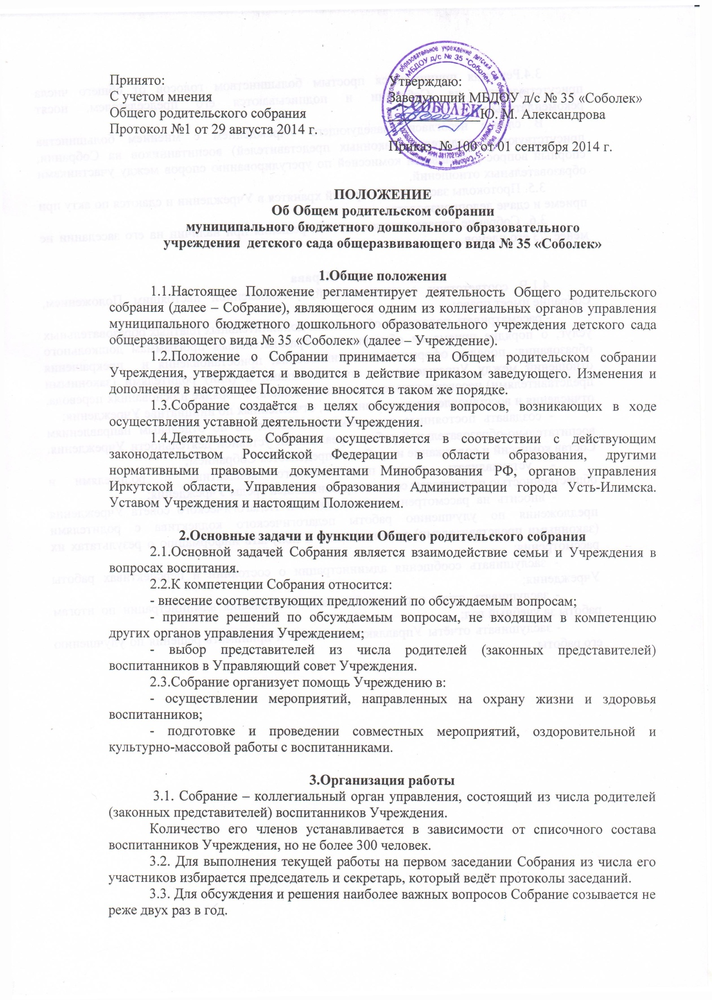 Принято:
С учетом мнения
Общего родительского собрания
Протокол №1 от 29 августа 2014 г.
Утверждаю:
Заведующий МБДОУ д/с № 35 «Соболек»
Ю. М. Александрова
Приказ № 100 от 01 сентября 2014 г.
МБДОУ д/с № 35 "Соболек"
СОБОЛЕК
ПОЛОЖЕНИЕ
Об Общем родительском собрании
муниципального бюджетного дошкольного образовательного
учреждения детского сада общеразвивающего вида № 35 «Соболек»
1.Общие положения
1.1.Настоящее Положение регламентирует деятельность Общего родительского
собрания (далее – Собрание), являющегося одним из коллегиальных органов управления
муниципального бюджетного дошкольного образовательного учреждения детского сада
общеразвивающего вида № 35 «Соболек» (далее – Учреждение).
1.2.Положение о Собрании принимается на Общем родительском собрании
Учреждения, утверждается и вводится в действие приказом заведующего. Изменения и
дополнения у настоящее Положение вносятся в таком же порядке.
1.3.Собрание создаётся в целях обсуждения вопросов, возникающих в ходе
осуществления уставной деятельности Учреждения.
1.4.Деятельность Собрания осуществляется в соответствии с действующим
законодательством Российской Федерации в области образования, другими
нормативными правовыми документами Минобразования РФ, органов управления
Иркутской области, Управления образования Администрации города Усть-Илимска.
Уставом Учреждения и настоящим Положением.
2.Основные задачи и функции Общего родительского собрания
2.1.Основной задачей Собрания является взаимодействие семьи и Учреждения в
вопросах воспитания.
2.2.К компетенции Собрания относится:
- внесение соответствующих предложений по обсуждаемым вопросам;
- принятие решений по обсуждаемым вопросам, не входящим в компетенцию
других органов управления Учреждением;
- выбор представителей из числа родителей (законных представителей)
воспитанников в Управляющий совет Учреждения.
2.3.Собрание организует помощь Учреждению в:
- осуществлении мероприятий, направленных на охрану жизни и здоровья
воспитанников;
- подготовке и проведении совместных мероприятий, оздоровительной и
культурно-массовой работы с воспитанниками.
3.Организация работы
3.1. Собрание – коллегиальный орган управления, состоящий из числа родителей
(законных представителей) воспитанников Учреждения.
Количество его членов устанавливается в зависимости от списочного состава
воспитанников Учреждения, но не более 300 человек.
3.2. Для выполнения текущей работы на первом заседании Собрания из числа его
участников избирается председатель и секретарь, который ведёт протоколы заседаний.
3.3. Для обсуждения и решения наиболее важных вопросов Собрание созывается не
реже двух раз в год.